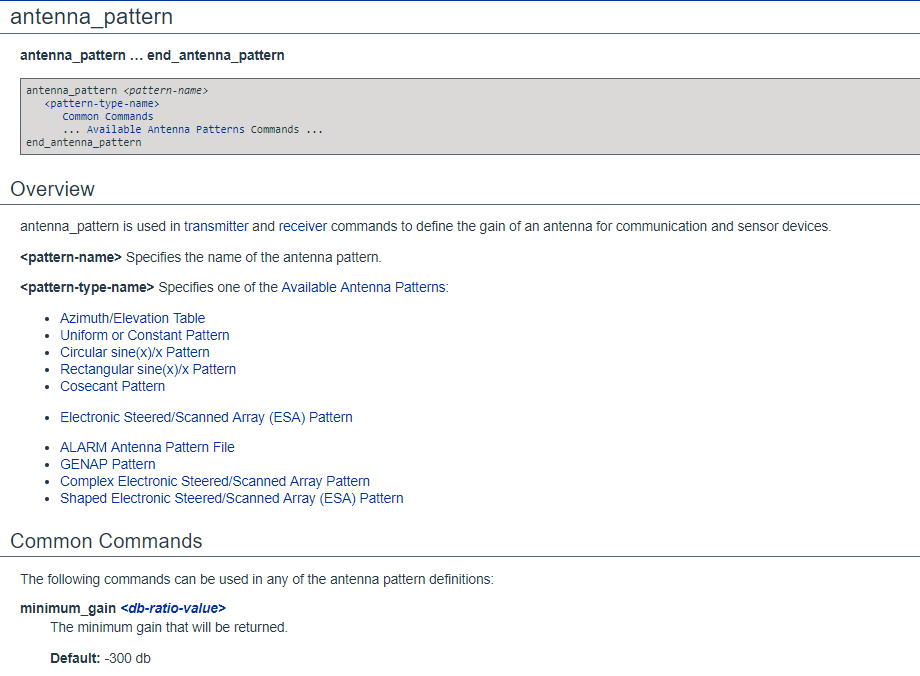 antenna_pattern
antenna_pattern … end_antenna_pattern
antenna_pattern <pattern-name>
<pattern-type-name>
Common Commands
... Available Antenna Patterns Commands ...
end_antenna_pattern
Overview
antenna_pattern is used in transmitter and receiver commands to define the gain of an antenna for communication and sensor devices.
<pattern-name> Specifies the name of the antenna pattern.
<pattern-type-name> Specifies one of the Available Antenna Patterns:
• Azimuth/Elevation Table
• Uniform or Constant Pattern
• Circular sine(x)/x Pattern
• Rectangular sine(x)/x Pattern
• Cosecant Pattern
• Electronic Steered/Scanned Array (ESA) Pattern
• ALARM Antenna Pattern File
• GENAP Pattern
• Complex Electronic Steered/Scanned Array Pattern
• Shaped Electronic Steered/Scanned Array (ESA) Pattern
Common Commands
The following commands can be used in any of the antenna pattern definitions:
minimum_gain <db-ratio-value>
The minimum gain that will be returned.
Default: -300 db